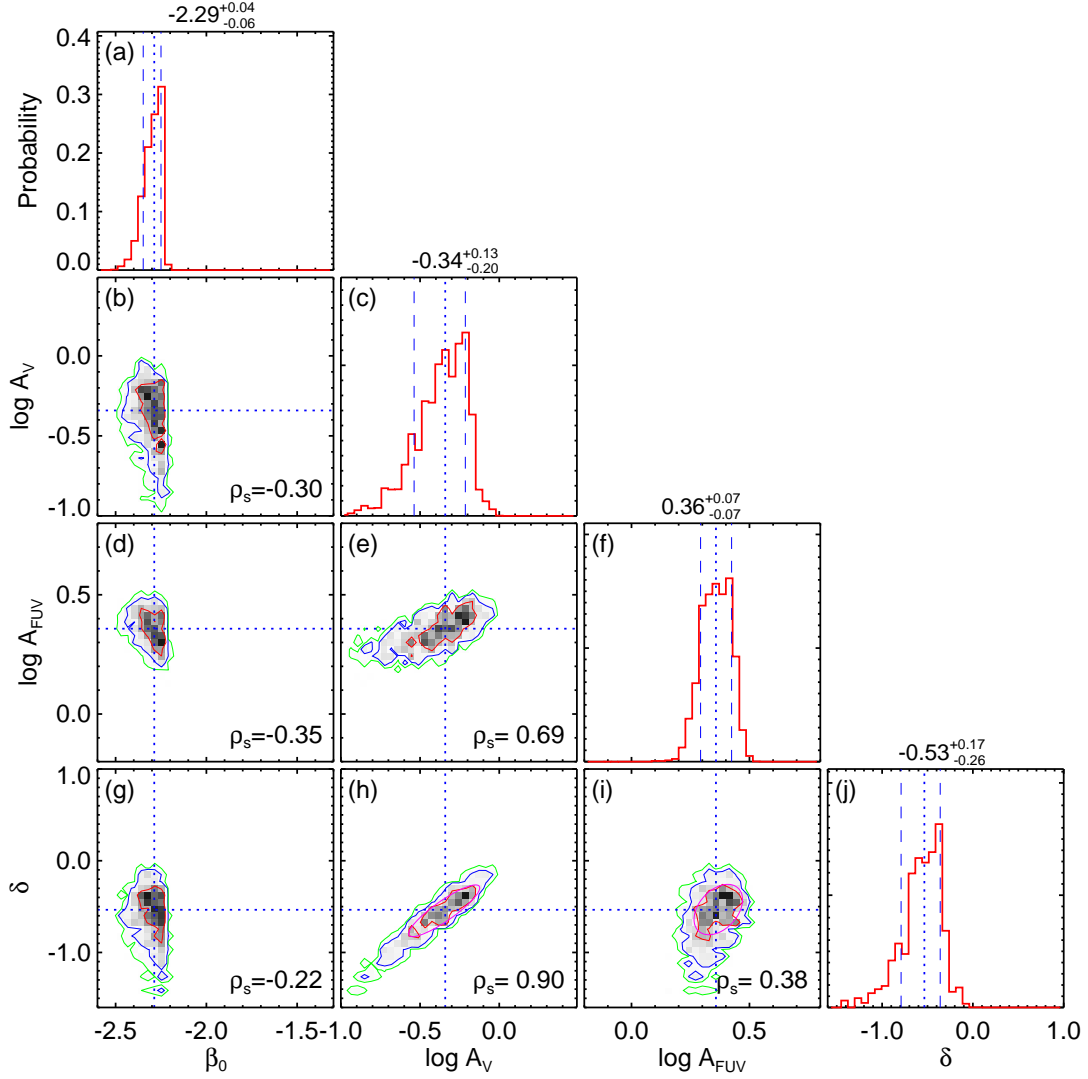 -2.29+0.04-0.06
(a)
0.4
0.3
0.2
0.1
0.0
Probability
-0.34+0.13-0.20
(b)
(c)
0.0
-0.5
-1.0
log AV
ρs=-0.30
0.36+0.07-0.07
(d)
(e)
(f)
0.5
0.0
log AFUV
ρs=-0.35
ρs= 0.69
-0.53+0.17-0.26
(g)
(h)
(i)
(j)
1.0
0.0
-1.0
δ
ρs=-0.22
ρs= 0.90
ρs= 0.38
-2.5 -2.0 -1.5 -1.0 -0.5 0.0 0.0 0.5 -1.0 0.0 1.0
β0 log AV log AFUV δ